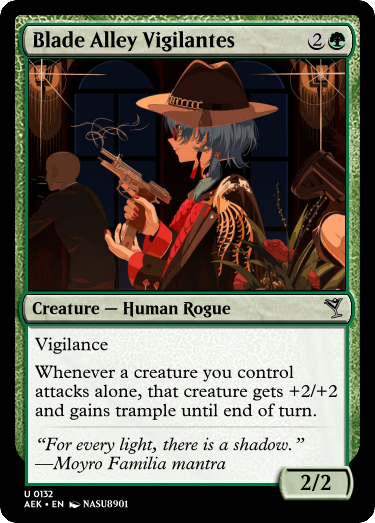 Blade Alley Vigilantes 2
Creature — Human Rogue
Vigilance
Whenever a creature you control
attacks alone, that creature gets +2/+2
and gains trample until end of turn.
“For every light, there is a shadow.”
—Moyro Familia mantra
2/2
U 0132
AEK • EN NASU8901